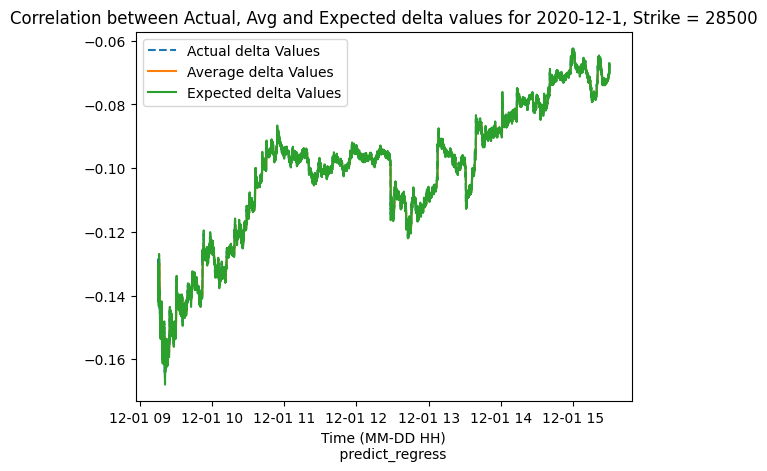 Correlation between Actual, Avg and Expected delta values for 2020-12-1, Strike = 28500
Actual delta Values
Average delta Values
Expected delta Values
−0.06
−0.08
−0.10
−0.12
−0.14
−0.16
12-01 09 12-01 10 12-01 11 12-01 12 12-01 13 12-01 14 12-01 15
Time (MM-DD HH)
predict_regress